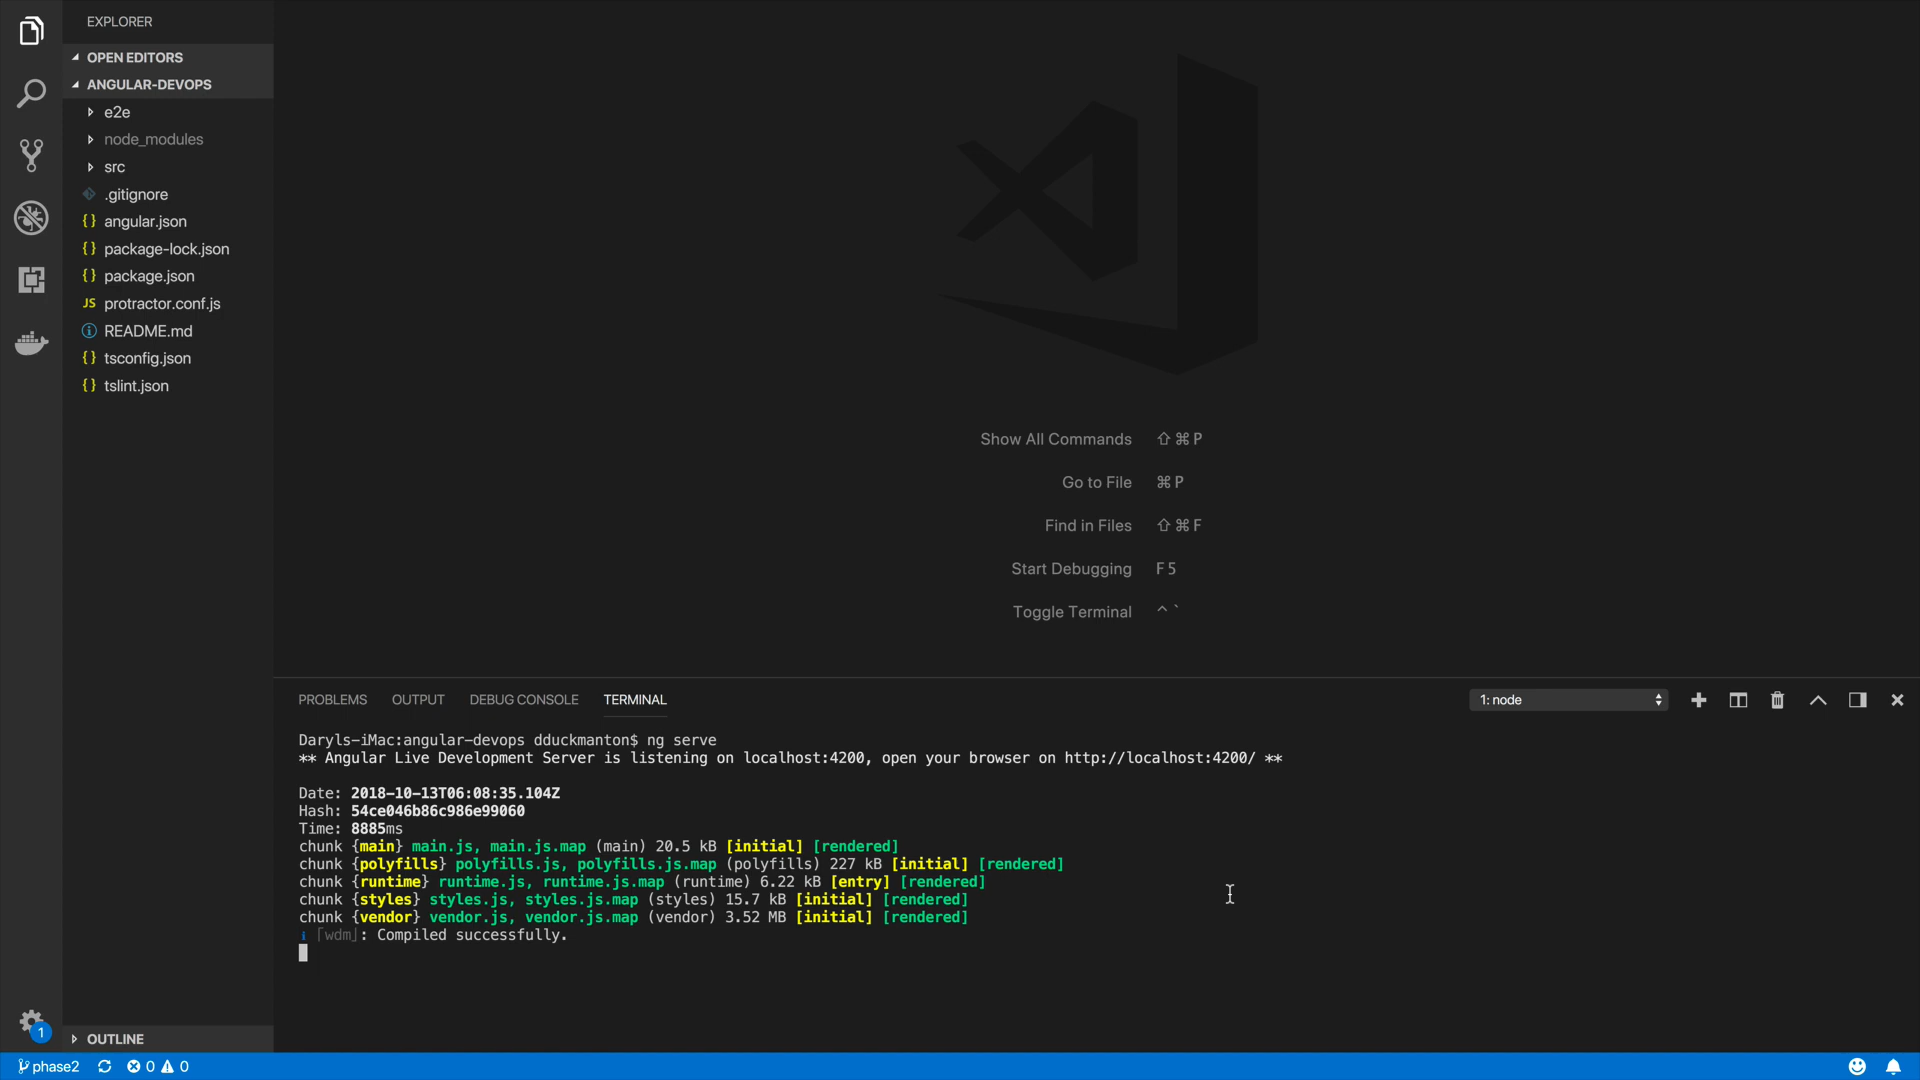 EXPLORER
OPEN EDITORS
ANGULAR-DEVOPS
e2e
node_modules
src
.gitignore
{} angular.json
{} package-lock.json
{} package.json
JS protractor.conf.js
README.md
{} tsconfig.json
{} tslint.json
OUTLINE
1
Show All Commands ⇧ ⌘ P
Go to File ⌘ P
Find in Files ⇧ ⌘ F
Start Debugging F5
Toggle Terminal ^ `
PROBLEMS OUTPUT DEBUG CONSOLE TERMINAL 1: node
Daryls-iMac:angular-devops dduckmanton$ ng serve
** Angular Live Development Server is listening on localhost:4200, open your browser on http://localhost:4200/ **
Date: 2018-10-13T06:08:35.104Z
Hash: 54ce046b86c986e99060
Time: 8885ms
chunk {main} main.js, main.js.map (main) 20.5 kB [initial] [rendered]
chunk {polyfills} polyfills.js, polyfills.js.map (polyfills) 227 kB [initial] [rendered]
chunk {runtime} runtime.js, runtime.js.map (runtime) 6.22 kB [entry] [rendered]
chunk {styles} styles.js, styles.js.map (styles) 15.7 kB [initial] [rendered]
chunk {vendor} vendor.js, vendor.js.map (vendor) 3.52 MB [initial] [rendered]
ℹ ｢wdm｣: Compiled successfully.
phase2 0 0